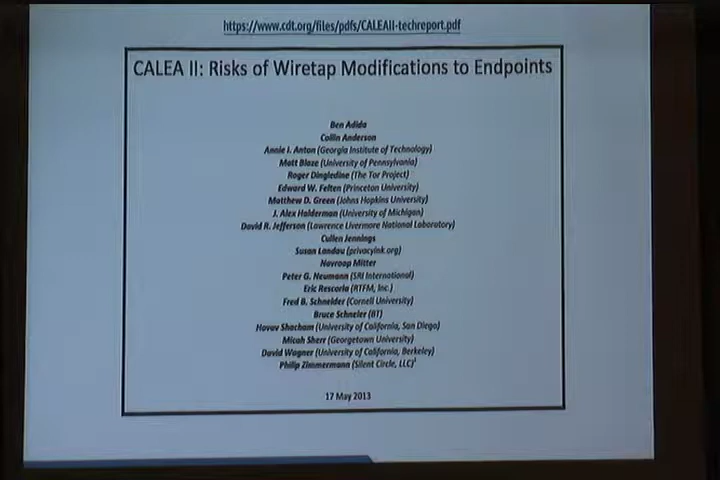 https://www.cdt.org/files/pdfs/CALEAII-techreport.pdf
CALEA II: Risks of Wiretap Modifications to Endpoints
Ben Adida
Collin Anderson
Annie I. Anton (Georgia Institute of Technology)
Matt Blaze (University of Pennsylvania)
Roger Dingledine (The Tor Project)
Edward W. Felten (Princeton University)
Matthew D. Green (Johns Hopkins University)
J. Alex Halderman (University of Michigan)
David R. Jefferson (Lawrence Livermore National Laboratory)
Cullen Jennings
Susan Landau (privacyink.org)
Navroop Mitter
Peter G. Neumann (SRI International)
Eric Rescorla (RTFM, Inc.)
Fred B. Schneider (Cornell University)
Bruce Schneier (BT)
Hovav Shacham (University of California, San Diego)
Micah Sherr (Georgetown University)
David Wagner (University of California, Berkeley)
Philip Zimmermann (Silent Circle, LLC)¹
17 May 2013